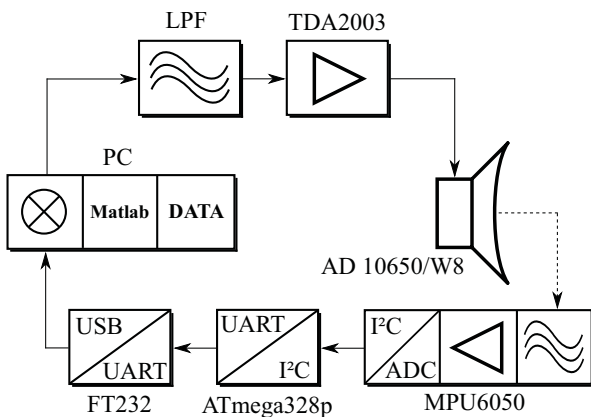 LPF
TDA2003
PC
Matlab
DATA
AD 10650/W8
USB
UART
UART
I²C
I²C
ADC
FT232
ATmega328p
MPU6050